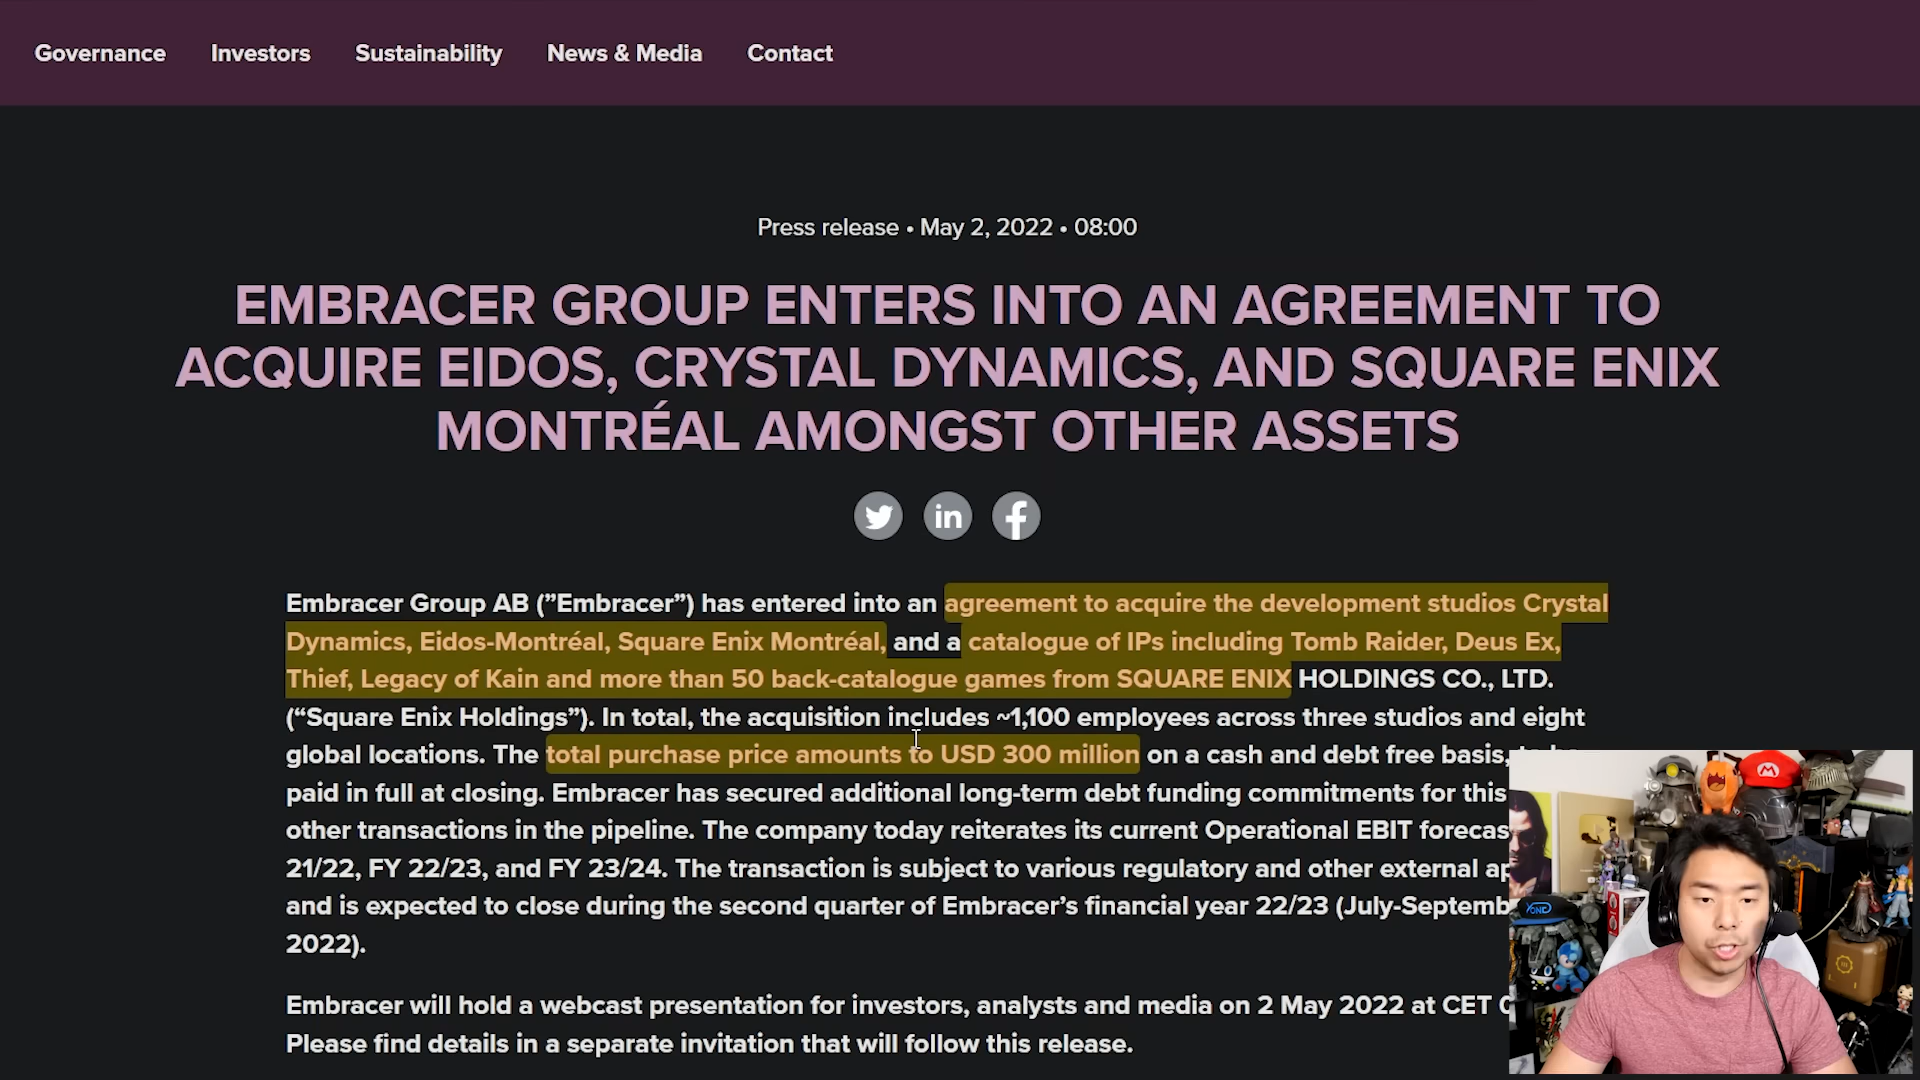 Governance Investors Sustainability News & Media Contact
Press release • May 2, 2022 • 08:00
EMBRACER GROUP ENTERS INTO AN AGREEMENT TO
ACQUIRE EIDOS, CRYSTAL DYNAMICS, AND SQUARE ENIX
MONTRÉAL AMONGST OTHER ASSETS
Embracer Group AB (”Embracer”) has entered into an agreement to acquire the development studios Crystal
Dynamics, Eidos-Montréal, Square Enix Montréal, and a catalogue of IPs including Tomb Raider, Deus Ex,
Thief, Legacy of Kain and more than 50 back-catalogue games from SQUARE ENIX HOLDINGS CO., LTD.
(“Square Enix Holdings”). In total, the acquisition includes ~1,100 employees across three studios and eight
global locations. The total purchase price amounts to USD 300 million on a cash and debt free basis,
paid in full at closing. Embracer has secured additional long-term debt funding commitments for this
other transactions in the pipeline. The company today reiterates its current Operational EBIT
21/22, FY 22/23, and FY 23/24. The transaction is subject to various regulatory and other external
and is expected to close during the second quarter of Embracer’s financial year 22/23
2022).
Embracer will hold a webcast presentation for investors, analysts and media on 2 May 2022 at CET
Please find details in a separate invitation that will follow this release.